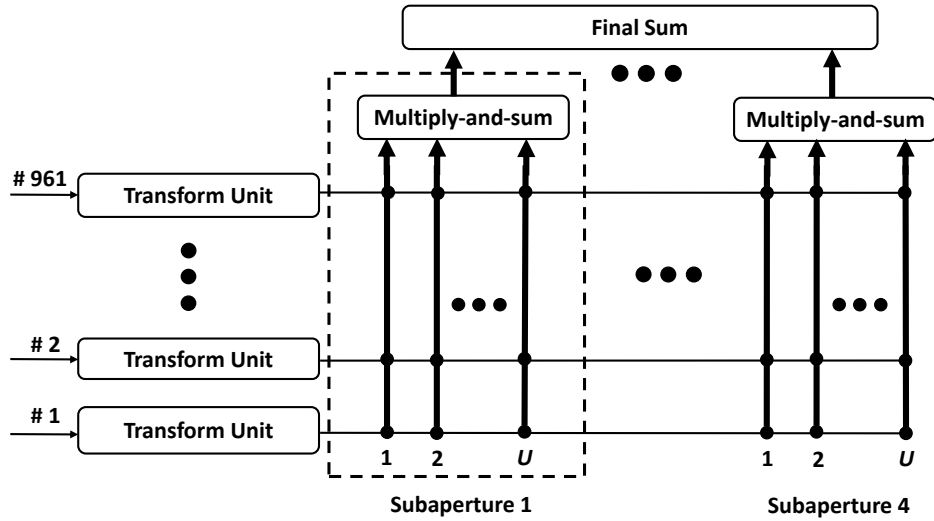 Final Sum
Multiply-and-sum
Multiply-and-sum
# 961
Transform Unit
# 2
Transform Unit
# 1
Transform Unit
1 2 U
1 2 U
Subaperture 1
Subaperture 4